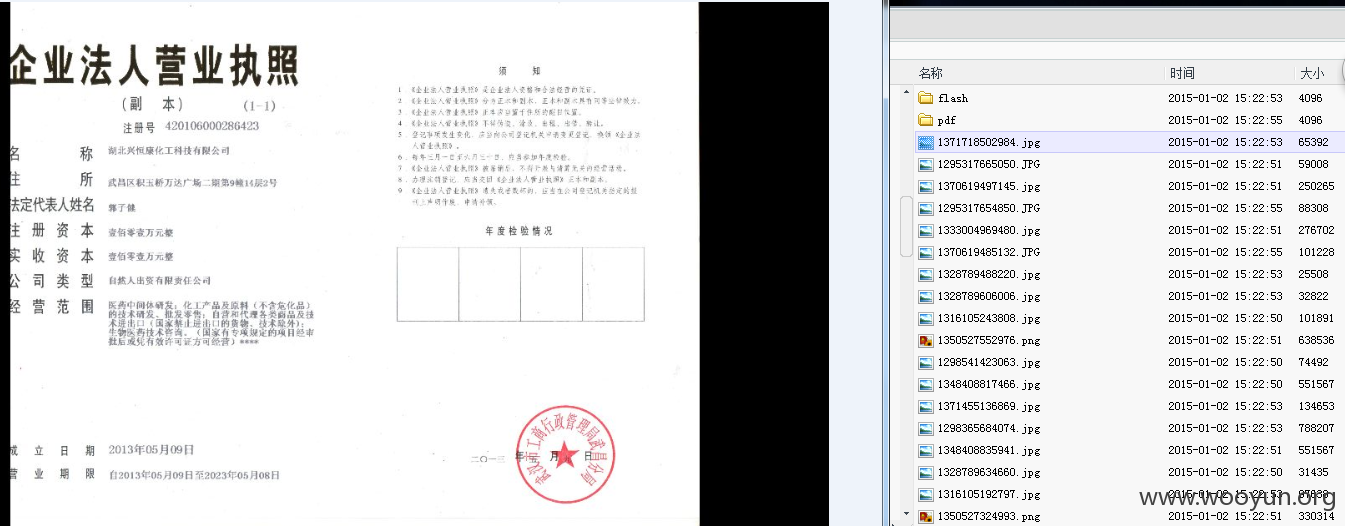 企业法人营业执照
（副 本） （1-1）
注册号 420106000286423
名 称 湖北兴恒康化工科技有限公司
住 所 武昌区积玉桥万达广场二期第9幢14层2号
法定代表人姓名 郭子健
注册资本 壹佰零壹万元整
实收资本 壹佰零壹万元整
公司类型 自然人出资有限责任公司
经营范围 医药中间体研发；化工产品及原料（不含危化品）
的技术研发、批发零售；自营和代理各类商品及技
术进出口（国家禁止进出口的货物、技术除外）；
生物医药技术咨询。（国家有专项规定的项目经审
批后或凭有效许可证方可经营）****
成立日期 2013年05月09日
营业期限 自2013年05月09日至2023年05月08日
须 知
1 《企业法人营业执照》是企业法人资格和合法经营的凭证。
2 《企业法人营业执照》分为正本和副本，正本和副本具有同等法律效力。
3 《企业法人营业执照》正本应当置于住所的醒目位置。
4 《企业法人营业执照》不得伪造、涂改、出租、出借、转让。
5 登记事项发生变化，应当向公司登记机关申请变更登记，换领《企业法
人营业执照》。
6 每年三月一日至六月三十日，应当参加年度检验。
7 《企业法人营业执照》被吊销后，不得开展与清算无关的经营活动。
8 办理注销登记，应当交回《企业法人营业执照》正本和副本。
9 《企业法人营业执照》遗失或者毁坏的，应当在公司登记机关指定的报
刊上声明作废，申请补领。
年度检验情况
武汉市工商行政管理局武昌分局
二〇一三 年 月 日
名称 时间 大小
flash 2015-01-02 15:22:53 4096
pdf 2015-01-02 15:22:55 4096
1371718502984.jpg 2015-01-02 15:22:53 65392
1295317665050.JPG 2015-01-02 15:22:51 59008
1370619497145.jpg 2015-01-02 15:22:51 250265
1295317654850.JPG 2015-01-02 15:22:55 88308
1333004969480.jpg 2015-01-02 15:22:51 276702
1370619485132.JPG 2015-01-02 15:22:55 101228
1328789488220.jpg 2015-01-02 15:22:53 25508
1328789606006.jpg 2015-01-02 15:22:53 32822
1316105243808.jpg 2015-01-02 15:22:50 101891
1350527552976.png 2015-01-02 15:22:51 638536
1298541423063.jpg 2015-01-02 15:22:50 74492
1348408817466.jpg 2015-01-02 15:22:50 551567
1371455136869.jpg 2015-01-02 15:22:53 134653
1298365684074.jpg 2015-01-02 15:22:53 788207
1348408835941.jpg 2015-01-02 15:22:51 551567
1328789634660.jpg 2015-01-02 15:22:50 31435
1316105192797.jpg 2015-01-02 15:22:53
1350527324993.png 2015-01-02 15:22:51 330314
www.wooyun.org